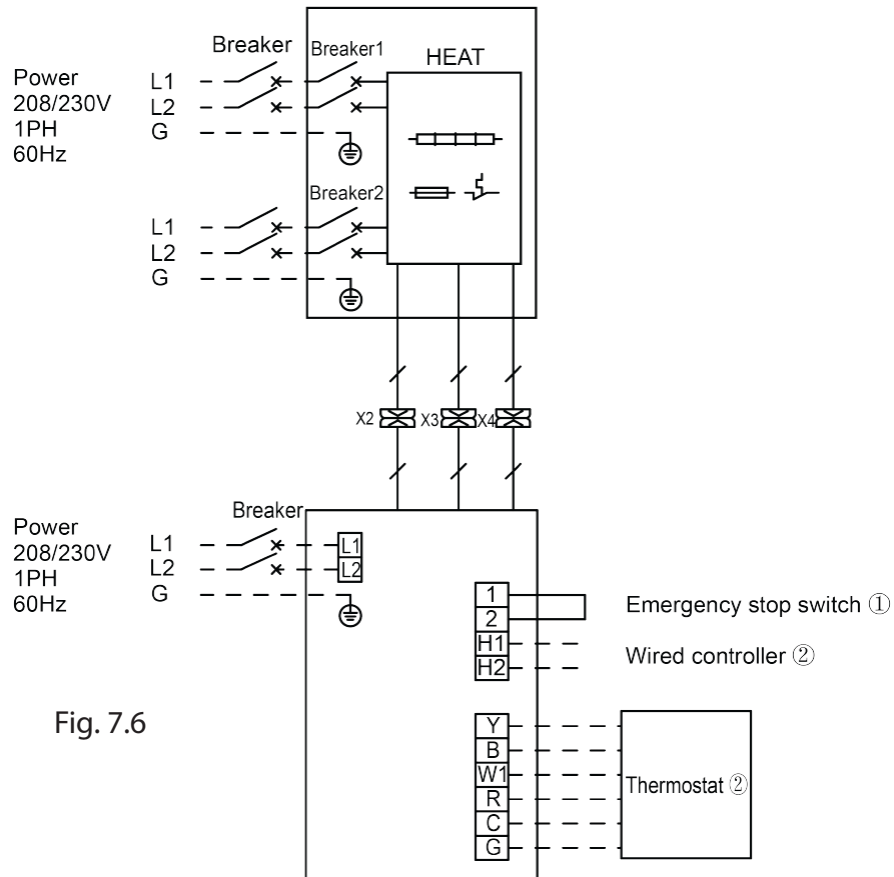 Breaker
Breaker1
HEAT
Power
208/230V
1PH
60Hz
L1
L2
G
Breaker2
L1
L2
G
X2
X3
X4
Breaker
Power
208/230V
1PH
60Hz
L1
L2
G
L1
L2
1
2
H1
H2
Emergency stop switch ①
Wired controller ②
Fig. 7.6
Y
B
W1
R
C
G
Thermostat ②